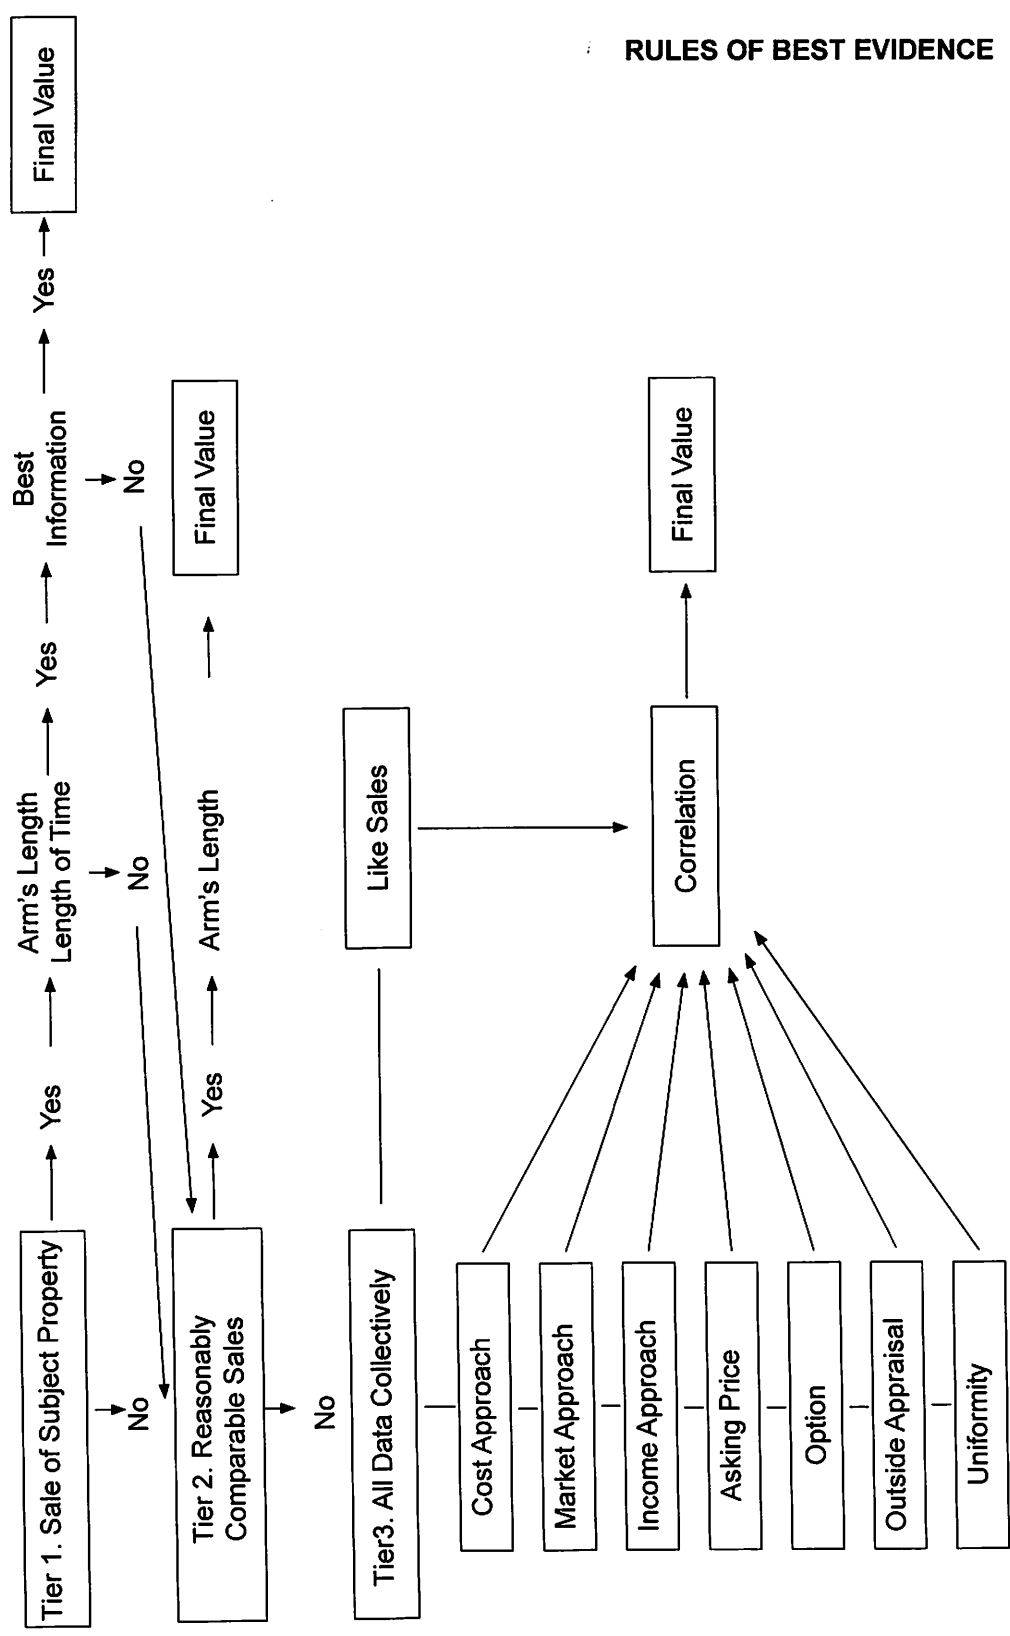 RULES OF BEST EVIDENCE
Tier 1. Sale of Subject Property
Yes
Arm's Length
Length of Time
Yes
Best
Information
Yes
Final Value
No
No
No
Tier 2. Reasonably
Comparable Sales
Yes
Arm's Length
Final Value
No
Tier3. All Data Collectively
Like Sales
Cost Approach
Market Approach
Income Approach
Asking Price
Option
Outside Appraisal
Uniformity
Correlation
Final Value